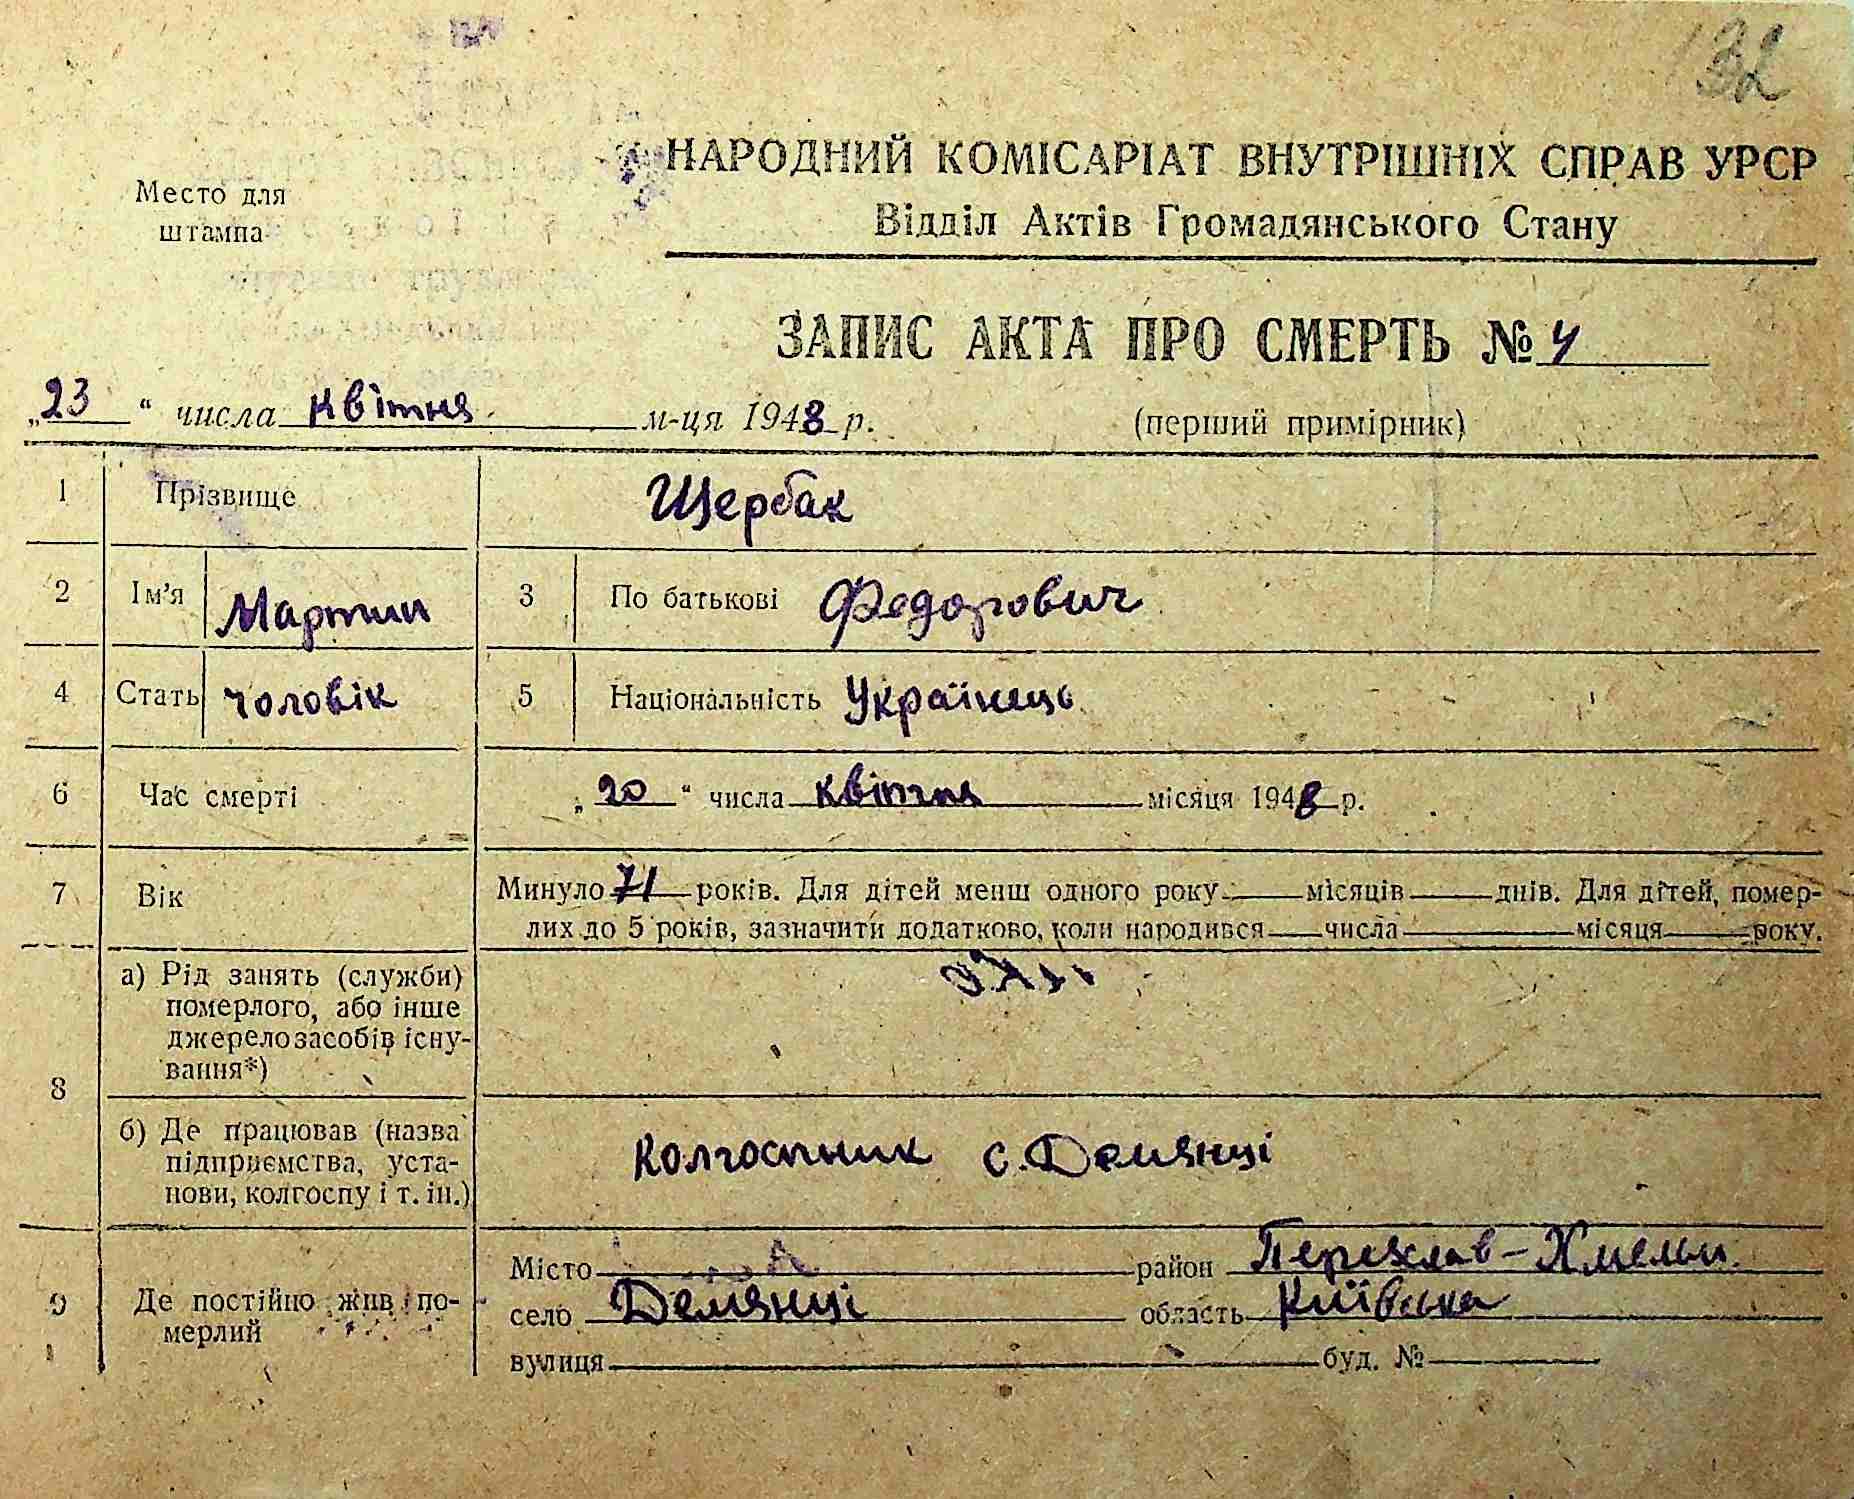 32
НАРОДНИЙ КОМІСАРІАТ ВНУТРІШНІХ СПРАВ УРСР
Место для
штампа
Відділ Актів Громадянського Стану
ЗАПИС АКТА ПРО СМЕРТЬ № 4
„23“ числа квітня м-ця 1948 р. (перший примірник)
1 Прізвище Щербак
2 Ім’я Мартин 3 По батькові Федорович
4 Стать чоловік 5 Національність Українець
6 Час смерті „20“ числа квітня місяця 1948 р.
7 Вік Минуло 71 років. Для дітей менш одного року місяців днів. Для дітей, помер-
лих до 5 років, зазначити додатково, коли народився числа місяця року.
8 а) Рід занять (служби)
померлого, або інше
джерело засобів існу-
вання*)
б) Де працював (назва
підприємства, уста-
нови, колгоспу і т. ін.) Колгоспник с. Демянці
9 Де постійно жив по-
мерлий
Місто район Переяслав-Хмельн.
село Демянці область Київська
вулиця буд. №